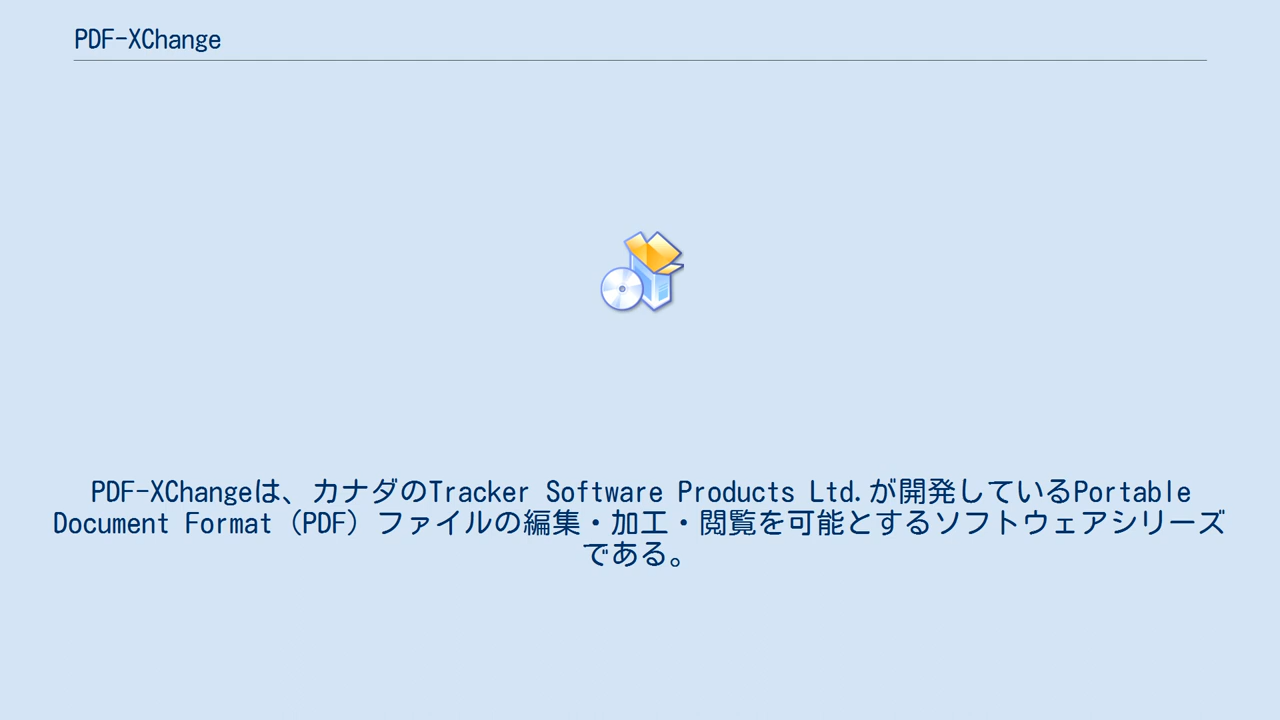 PDF-XChange
PDF-XChangeは、カナダのTracker Software Products Ltd.が開発しているPortable
Document Format（PDF）ファイルの編集・加工・閲覧を可能とするソフトウェアシリーズ
である。